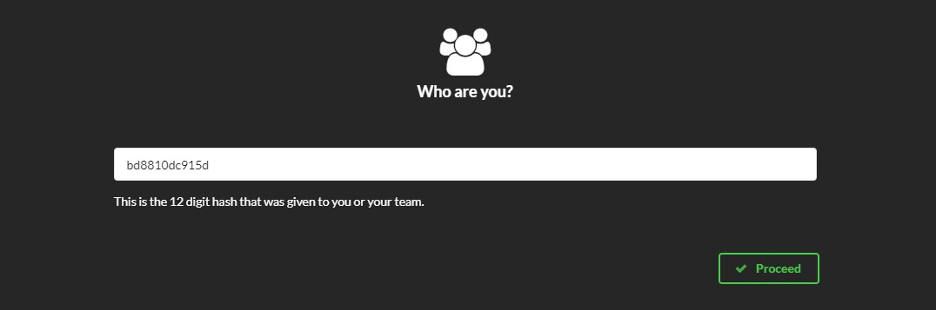 Who are you?
bd8810dc915d
This is the 12 digit hash that was given to you or your team.
Proceed